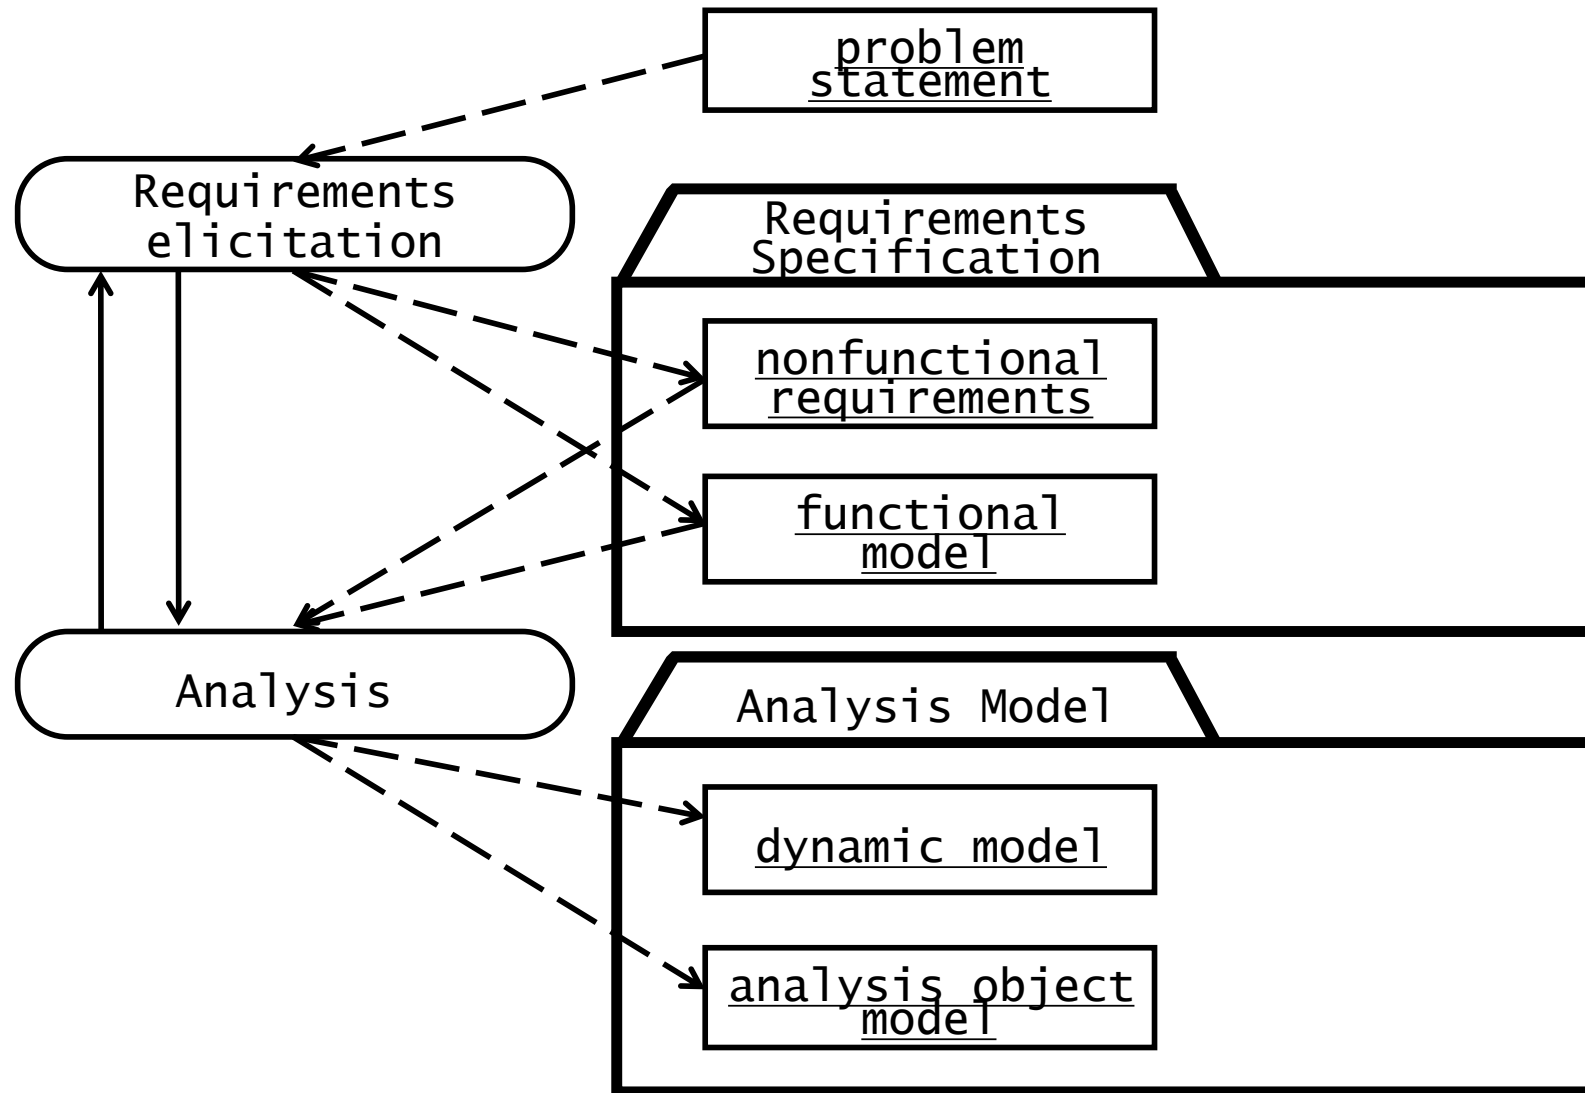 problem
statement
Requirements
elicitation
Requirements
Specification
nonfunctional
requirements
functional
model
Analysis
Analysis Model
dynamic model
analysis object
model